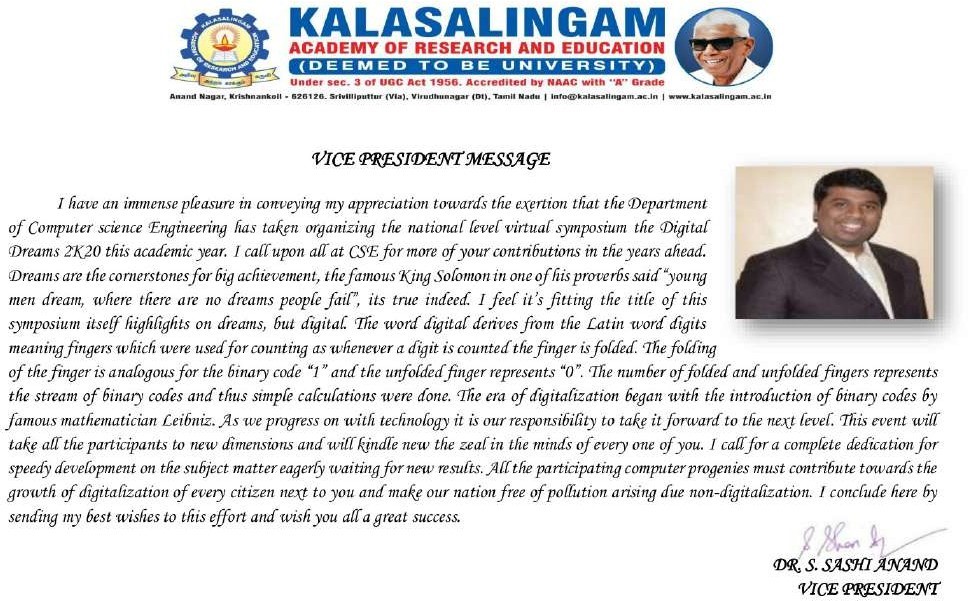 KALASALINGAM
ACADEMY OF RESEARCH AND EDUCATION
(DEEMED TO BE UNIVERSITY)
Under sec. 3 of UGC Act 1956. Accredited by NAAC with "A" Grade
Anand Nagar, Krishnankoil - 626126. Srivilliputtur (Via), Virudhunagar (Dt), Tamil Nadu | info@kalasalingam.ac.in | www.kalasalingam.ac.in
VICE PRESIDENT MESSAGE
I have an immense pleasure in conveying my appreciation towards the exertion that the Department
of Computer science Engineering has taken organizing the national level virtual symposium the Digital
Dreams 2K20 this academic year. I call upon all at CSE for more of your contributions in the years ahead.
Dreams are the cornerstones for big achievement, the famous King Solomon in one of his proverbs said “young
men dream, where there are no dreams people fail”, its true indeed. I feel it’s fitting the title of this
symposium itself highlights on dreams, but digital. The word digital derives from the Latin word digits
meaning fingers which were used for counting as whenever a digit is counted the finger is folded. The folding
of the finger is analogous for the binary code “1” and the unfolded finger represents “0”. The number of folded and unfolded fingers represents
the stream of binary codes and thus simple calculations were done. The era of digitalization began with the introduction of binary codes by
famous mathematician Leibniz. As we progress on with technology it is our responsibility to take it forward to the next level. This event will
take all the participants to new dimensions and will kindle new the zeal in the minds of every one of you. I call for a complete dedication for
speedy development on the subject matter eagerly waiting for new results. All the participating computer progenies must contribute towards the
growth of digitalization of every citizen next to you and make our nation free of pollution arising due non-digitalization. I conclude here by
sending my best wishes to this effort and wish you all a great success.
DR. S. SASHI ANAND
VICE PRESIDENT